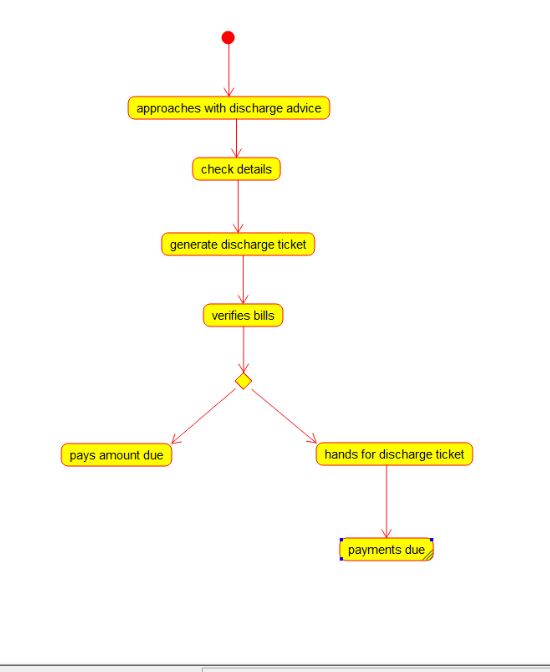 approaches with discharge advice
check details
generate discharge ticket
verifies bills
pays amount due
hands for discharge ticket
payments due